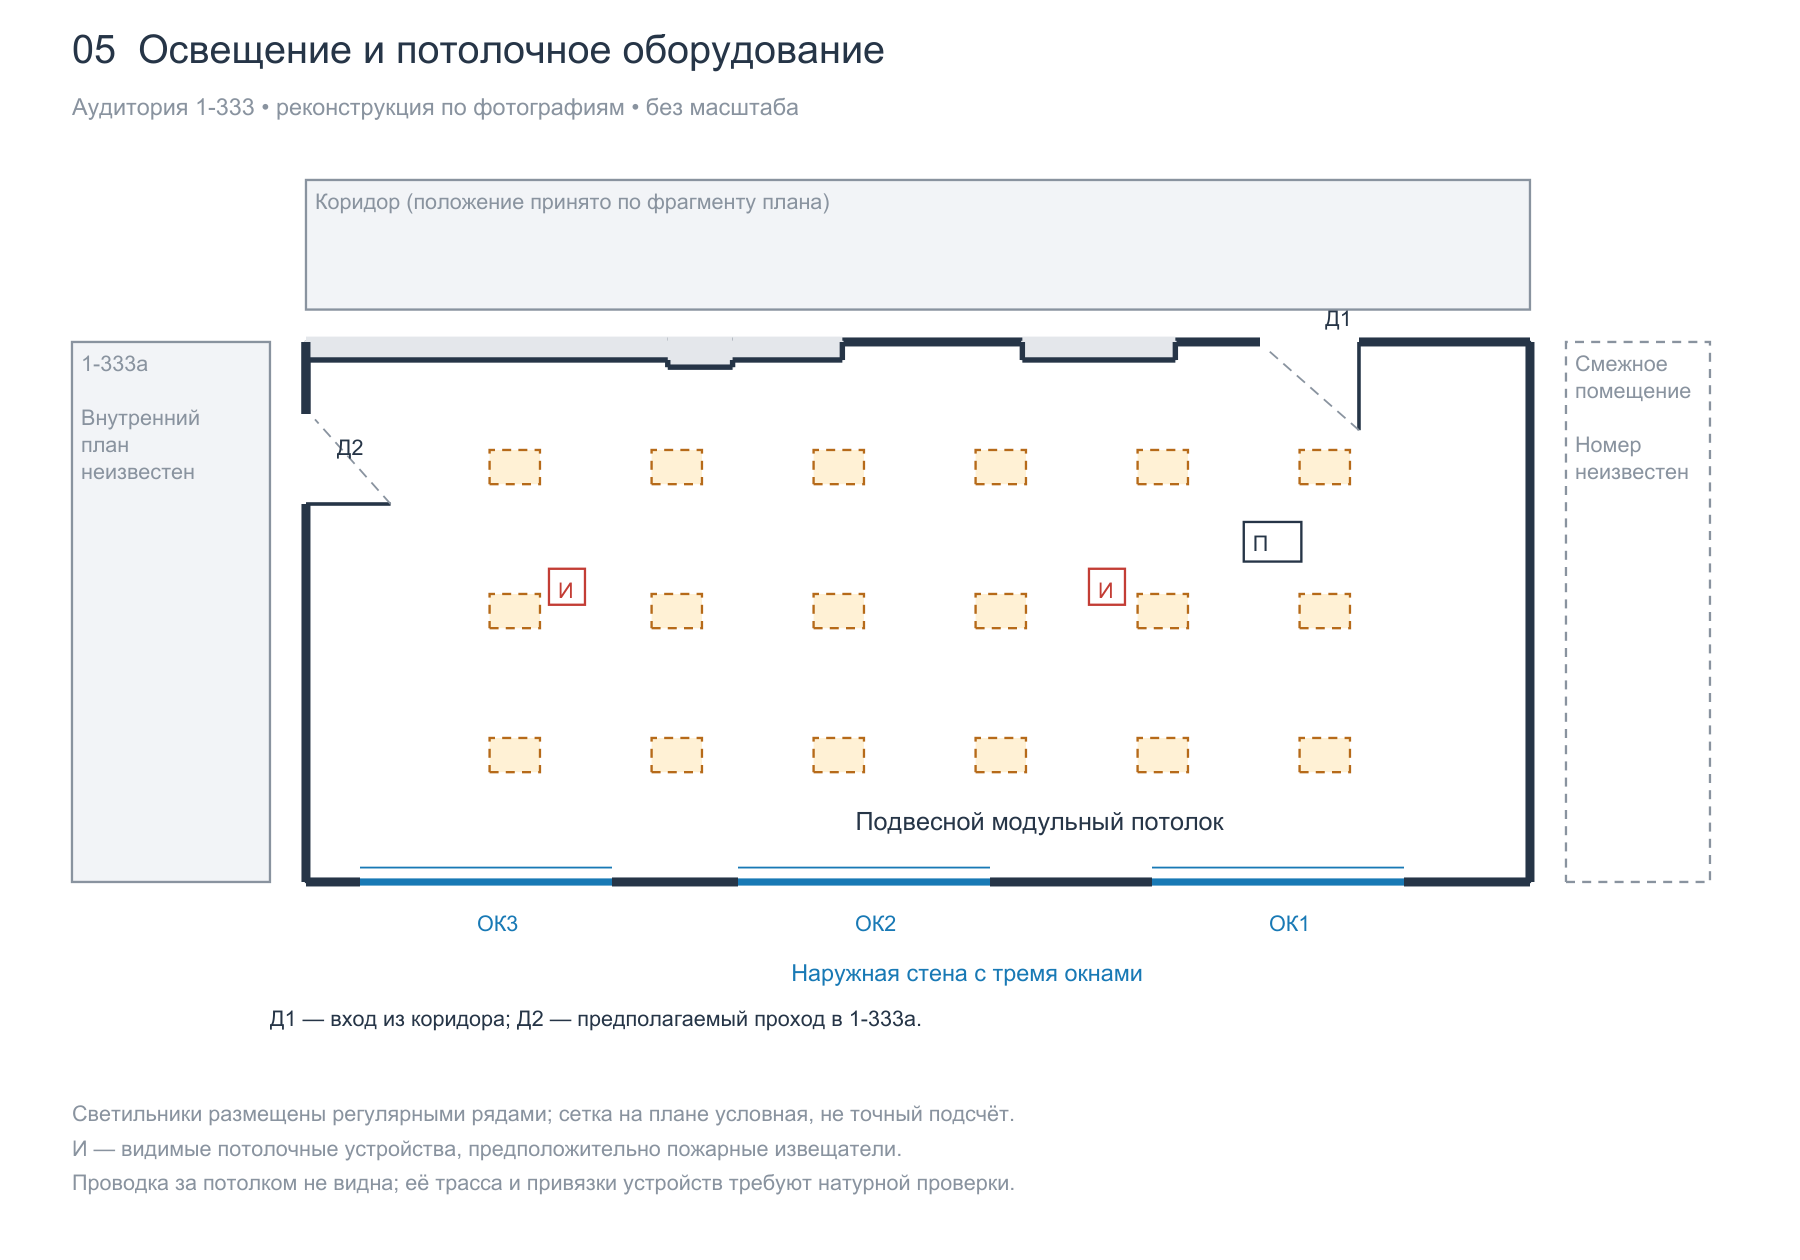 05 Освещение и потолочное оборудование
Аудитория 1-333 • реконструкция по фотографиям • без масштаба
Коридор (положение принято по фрагменту плана)
Д1
1-333а
Внутренний
план
неизвестен
Д2
Смежное
помещение
Номер
неизвестен
П
И
И
Подвесной модульный потолок
ОК3
ОК2
ОК1
Наружная стена с тремя окнами
Д1 — вход из коридора; Д2 — предполагаемый проход в 1-333а.
Светильники размещены регулярными рядами; сетка на плане условная, не точный подсчёт.
И — видимые потолочные устройства, предположительно пожарные извещатели.
Проводка за потолком не видна; её трасса и привязки устройств требуют натурной проверки.